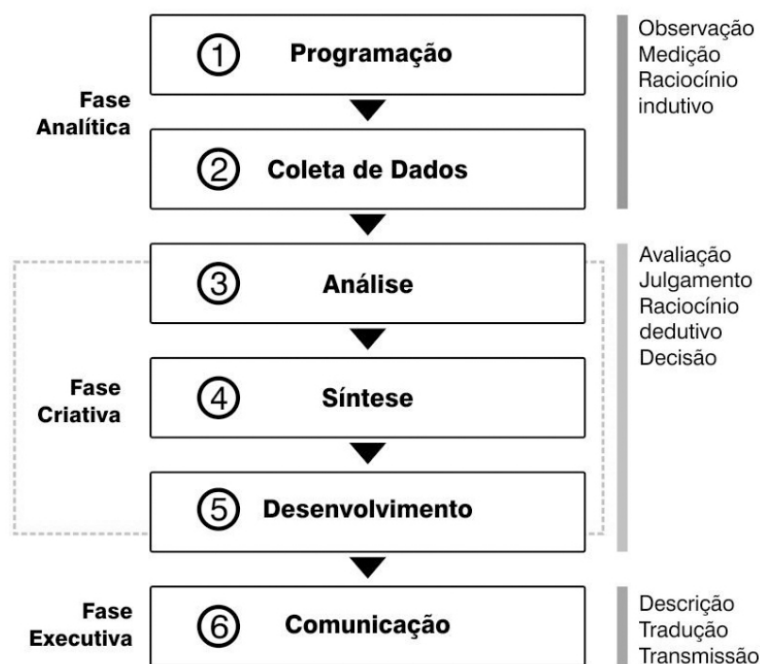 Fase
Analítica
1 Programação
2 Coleta de Dados
Observação
Medição
Raciocínio
indutivo
Fase
Criativa
3 Análise
4 Síntese
5 Desenvolvimento
Avaliação
Julgamento
Raciocínio
dedutivo
Decisão
Fase
Executiva
6 Comunicação
Descrição
Tradução
Transmissão